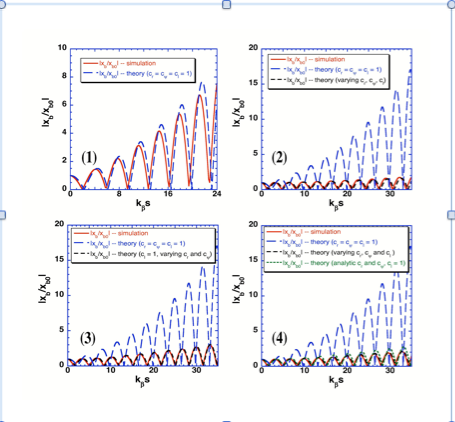 10
8
6
4
2
0
|x_b/x_b0|
|x_b/x_b0| -- simulation
|x_b/x_b0| -- theory (c_r = c_ψ = c_l = 1)
(1)
0 8 16 24
k_β s
20
15
10
5
0
|x_b/x_b0|
|x_b/x_b0| -- simulation
|x_b/x_b0| -- theory (c_r = c_ψ = c_l = 1)
|x_b/x_b0| -- theory (varying c_r, c_ψ, c_l)
(2)
0 10 20 30
k_β s
20
15
10
5
0
|x_b/x_b0|
|x_b/x_b0| -- simulation
|x_b/x_b0| -- theory (c_r = c_ψ = c_l = 1)
|x_b/x_b0| -- theory (c_l = 1, varying c_r and c_ψ)
(3)
0 10 20 30
k_β s
20
15
10
5
0
|x_b/x_b0|
|x_b/x_b0| -- simulation
|x_b/x_b0| -- theory (c_r = c_ψ = c_l = 1)
|x_b/x_b0| -- theory (varying c_r, c_ψ and c_l)
|x_b/x_b0| -- theory (analytic c_r and c_ψ, c_l = 1)
(4)
0 10 20 30
k_β s